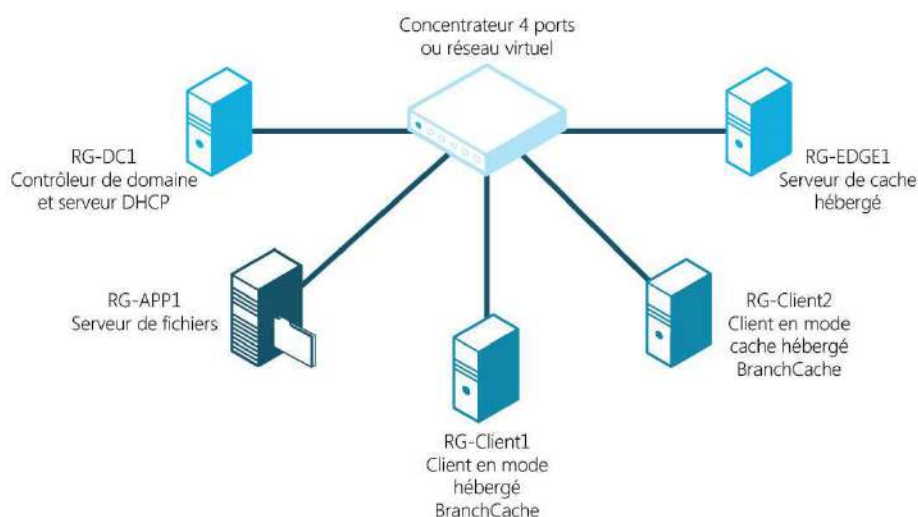 Concentrateur 4 ports
ou réseau virtuel
RG-DC1
Contrôleur de domaine
et serveur DHCP
RG-EDGE1
Serveur de cache
hébergé
RG-APP1
Serveur de fichiers
RG-Client2
Client en mode
cache hébergé
BranchCache
RG-Client1
Client en mode
hébergé
BranchCache